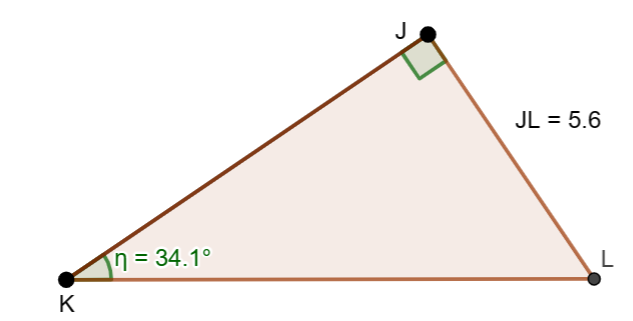 J
JL = 5.6
η = 34.1°
L
K